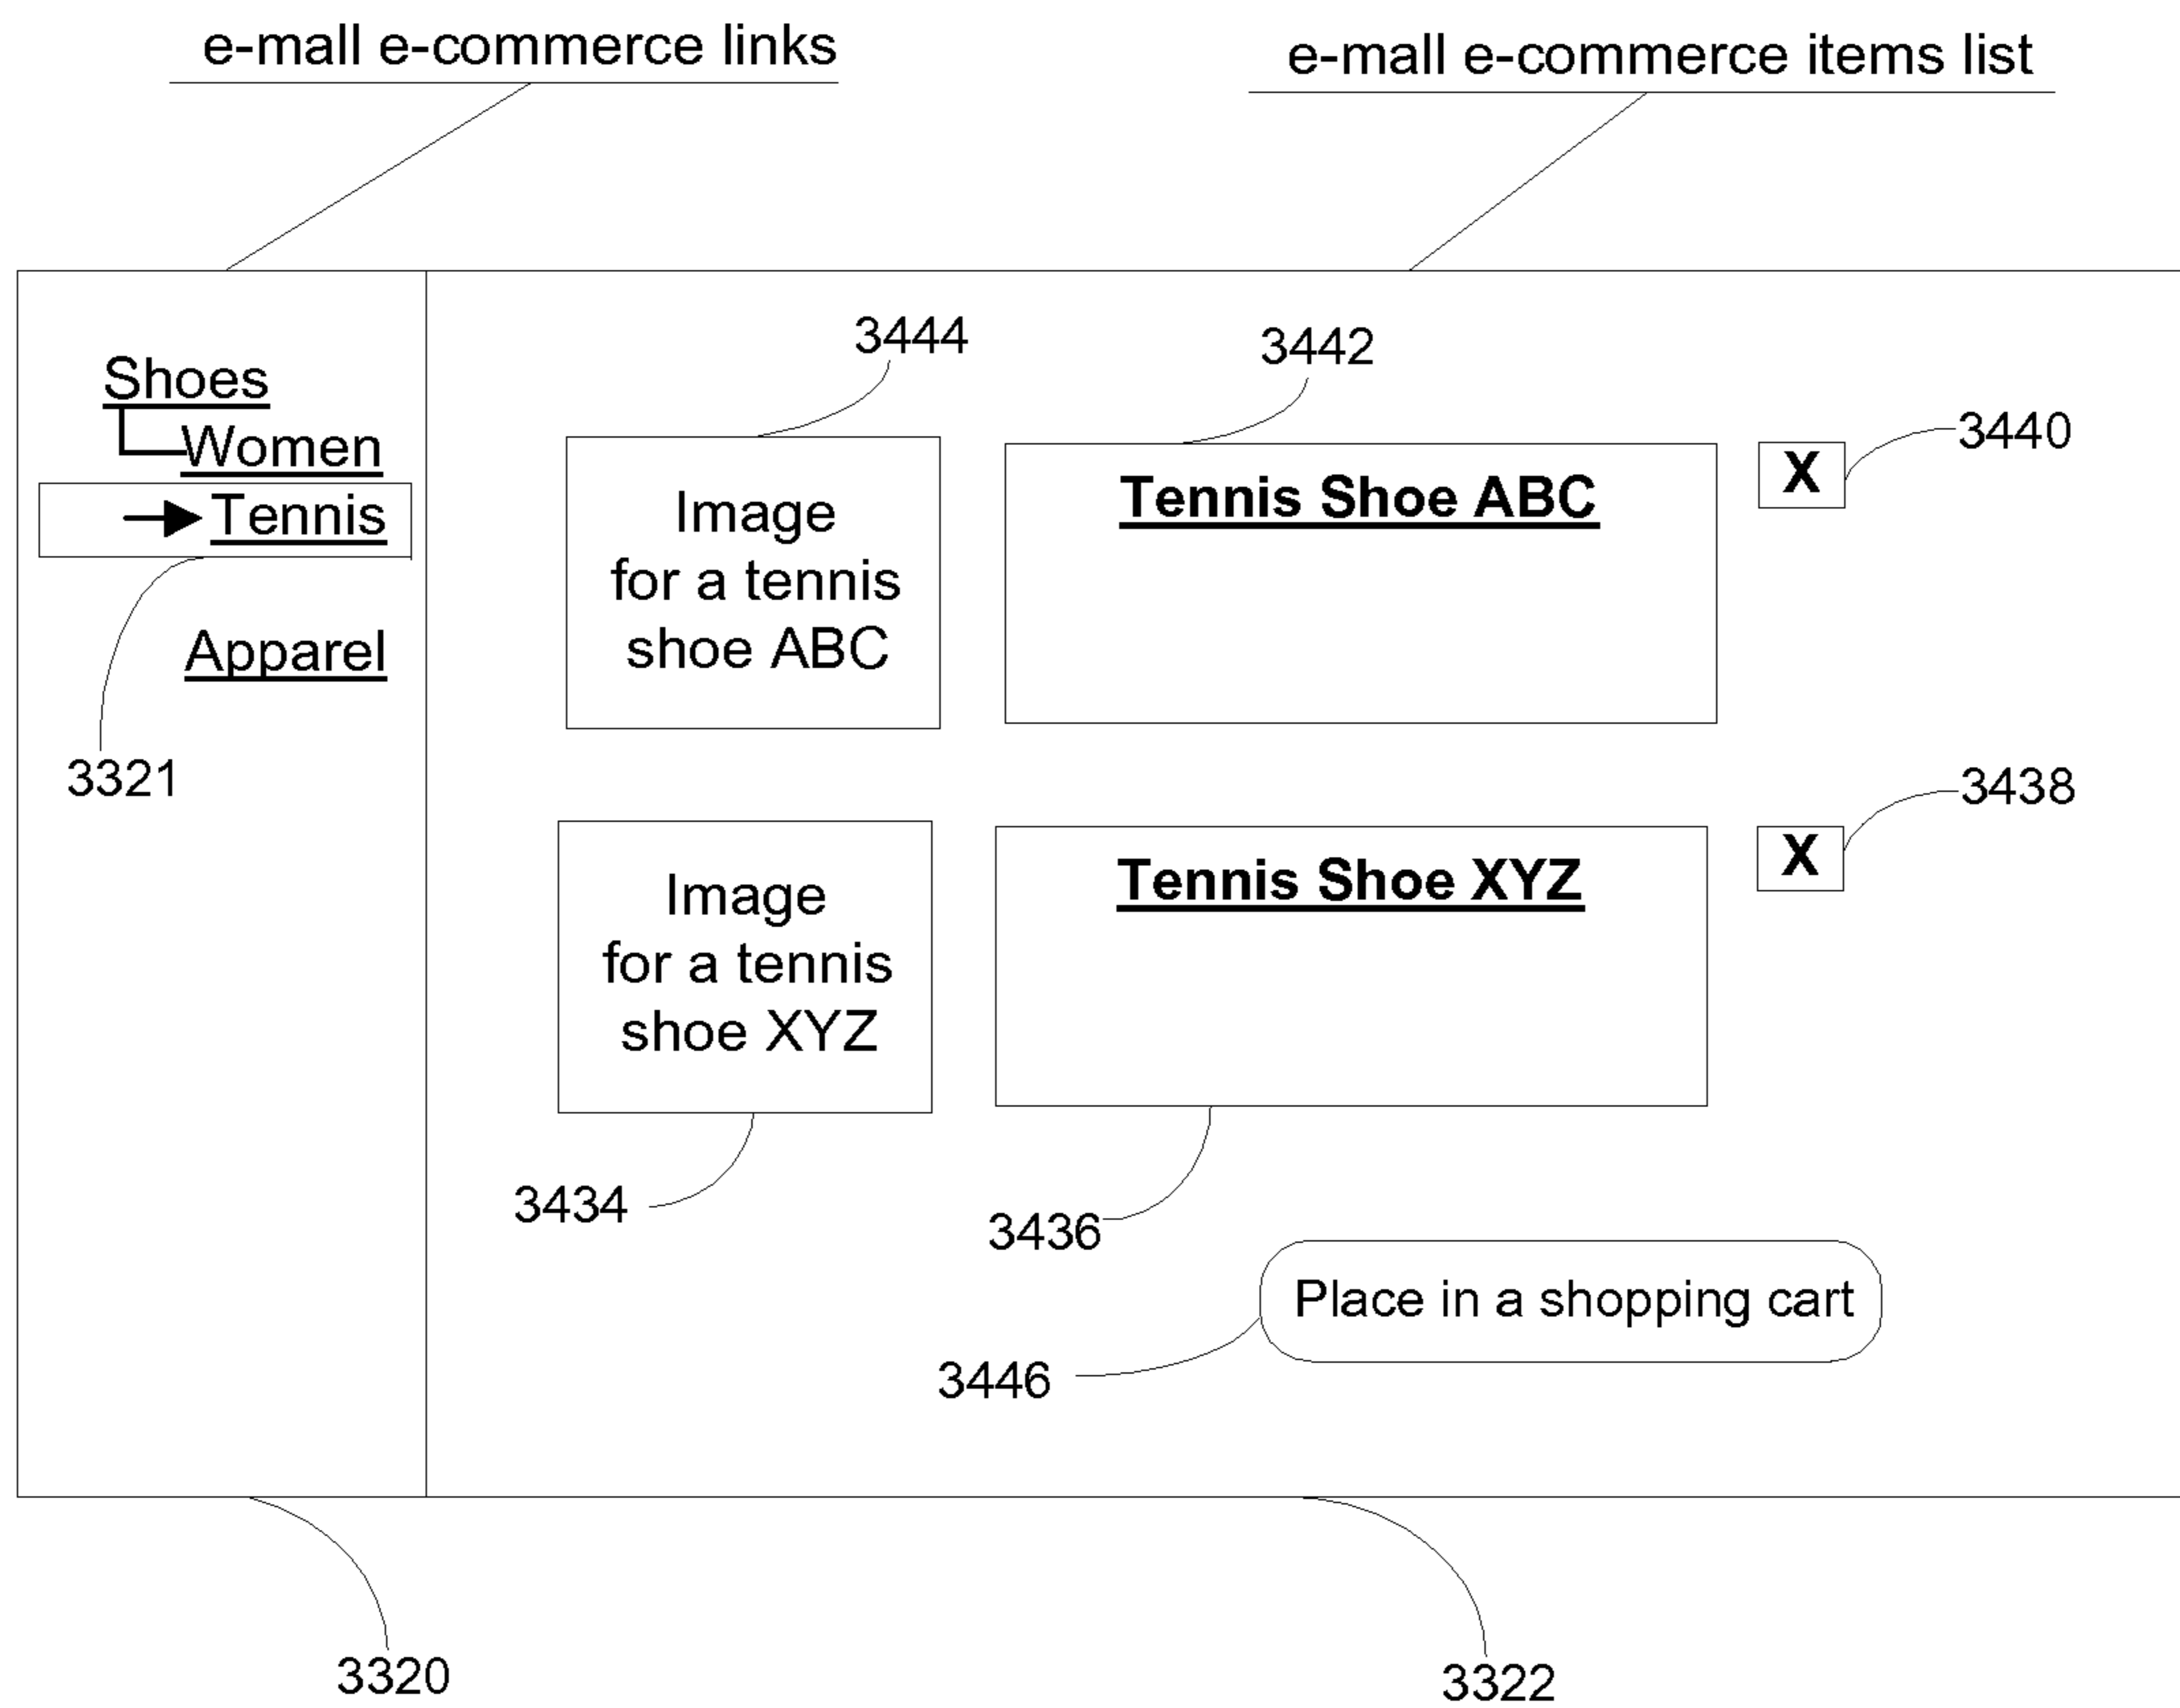 e-mall e-commerce links
e-mall e-commerce items list
3444
3442
Shoes
Women
Tennis
Apparel
3321
Image
for a tennis
shoe ABC
Tennis Shoe ABC
X
3440
3438
Image
for a tennis
shoe XYZ
Tennis Shoe XYZ
X
3434
3436
Place in a shopping cart
3446
3320
3322